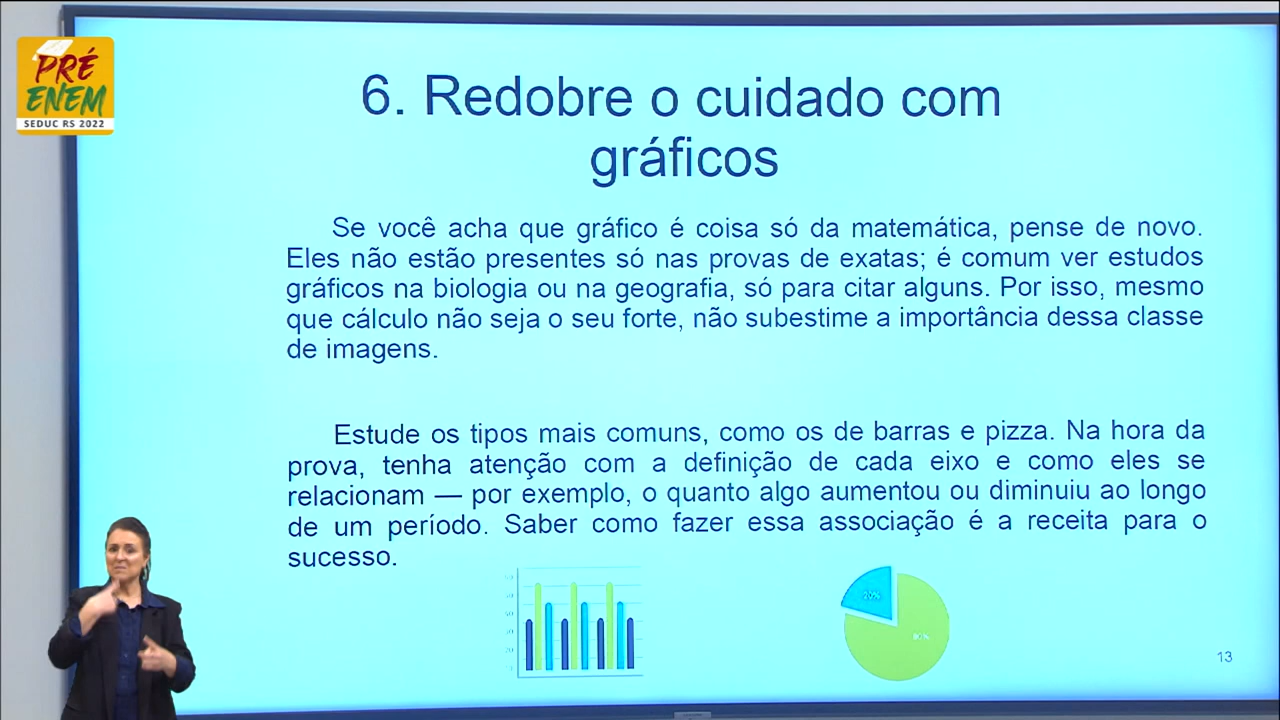 PRÉ
ENEM
SEDUC RS 2022
6. Redobre o cuidado com
gráficos
Se você acha que gráfico é coisa só da matemática, pense de novo.
Eles não estão presentes só nas provas de exatas; é comum ver estudos
gráficos na biologia ou na geografia, só para citar alguns. Por isso, mesmo
que cálculo não seja o seu forte, não subestime a importância dessa classe
de imagens.
Estude os tipos mais comuns, como os de barras e pizza. Na hora da
prova, tenha atenção com a definição de cada eixo e como eles se
relacionam — por exemplo, o quanto algo aumentou ou diminuiu ao longo
de um período. Saber como fazer essa associação é a receita para o
sucesso.
20%
80%
13